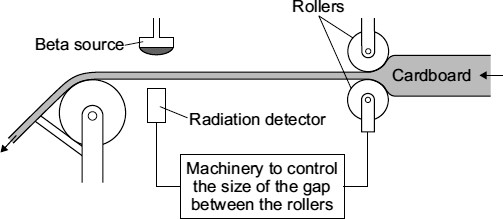 Rollers
Beta source
Cardboard
Radiation detector
Machinery to control
the size of the gap
between the rollers